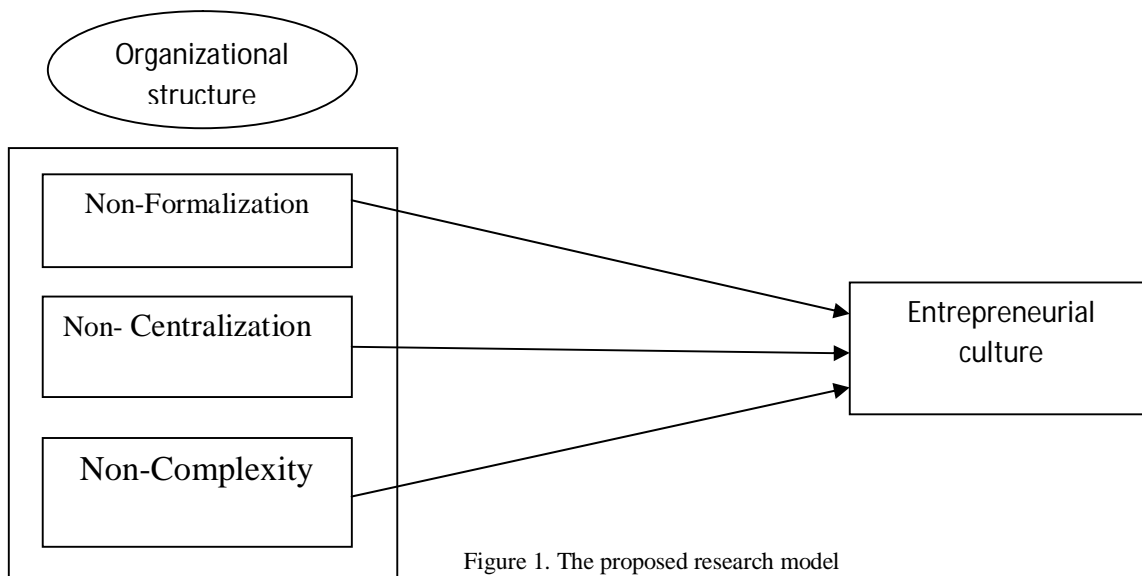 Organizational
structure
Non-Formalization
Non- Centralization
Non-Complexity
Entrepreneurial
culture
Figure 1. The proposed research model